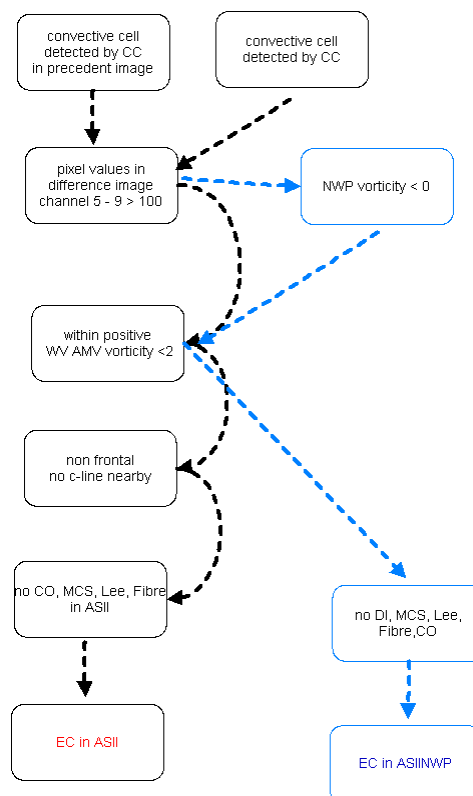 convective cell
detected by CC
in precedent image
convective cell
detected by CC
pixel values in
difference image
channel 5 - 9 > 100
NWP vorticity < 0
within positive
WV AMV vorticity <2
non frontal
no c-line nearby
no CO, MCS, Lee, Fibre
in ASII
no DI, MCS, Lee,
Fibre,CO
EC in ASII
EC in ASIINWP